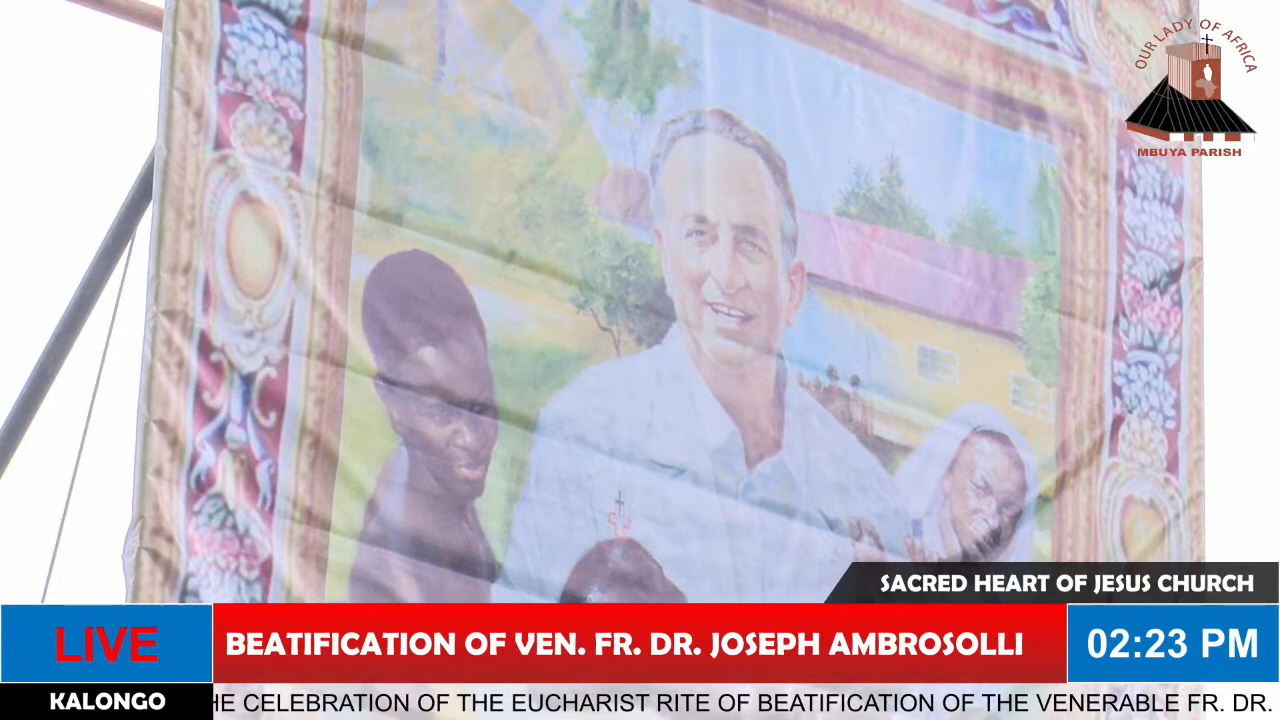 OUR LADY OF AFRICA
MBUYA PARISH
SACRED HEART OF JESUS CHURCH
LIVE
BEATIFICATION OF VEN. FR. DR. JOSEPH AMBROSOLLI
02:23 PM
KALONGO
HE CELEBRATION OF THE EUCHARIST RITE OF BEATIFICATION OF THE VENERABLE FR. DR.